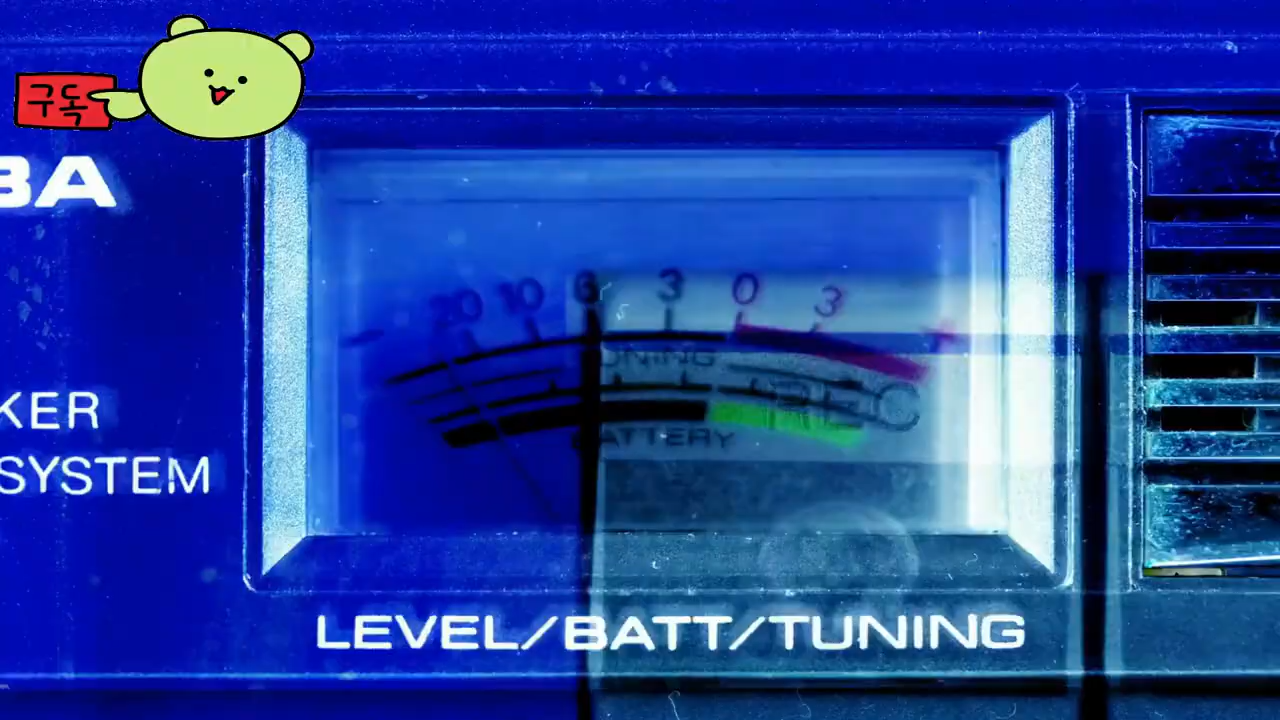 구독
BA
20 10 6 3 0 3
TUNING
REC
BATTERY
KER
SYSTEM
LEVEL/BATT/TUNING